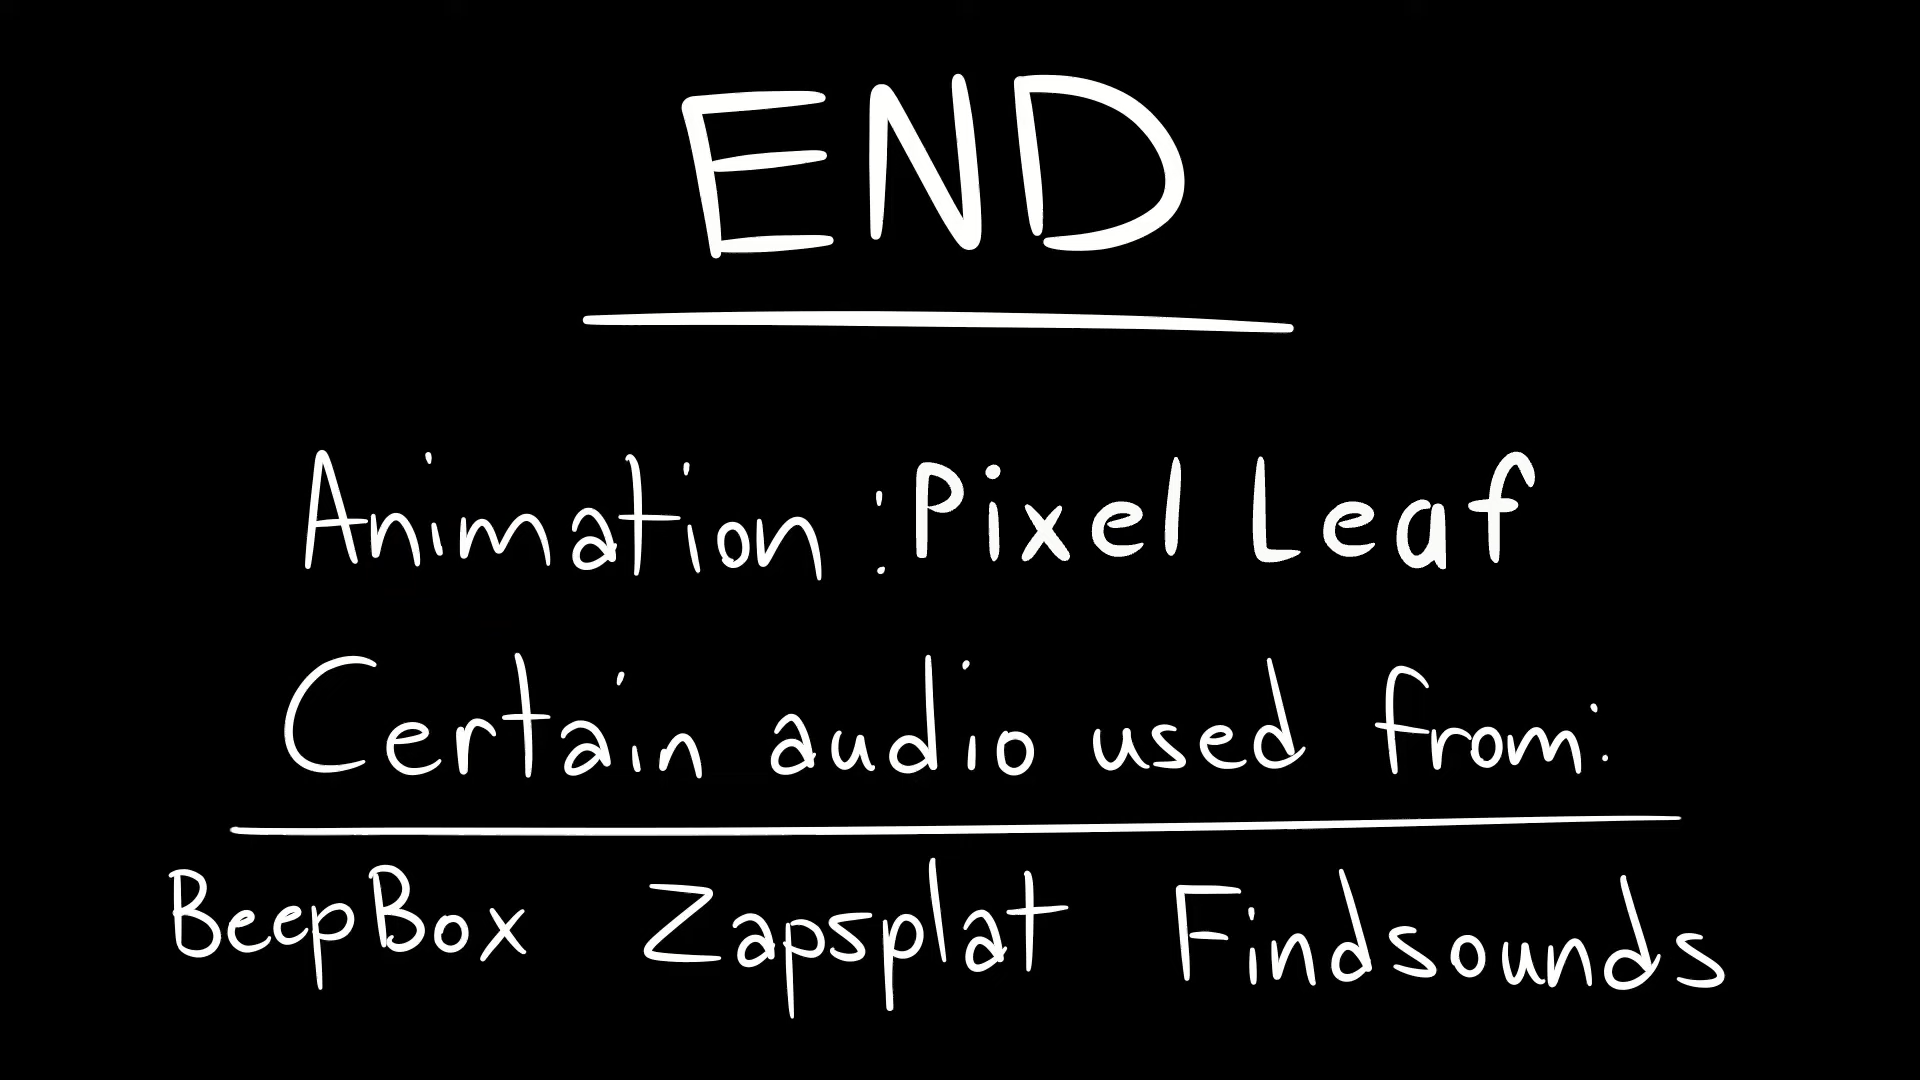 END
Animation : Pixel Leaf
Certain audio used from:
BeepBox Zapsplat Findsounds